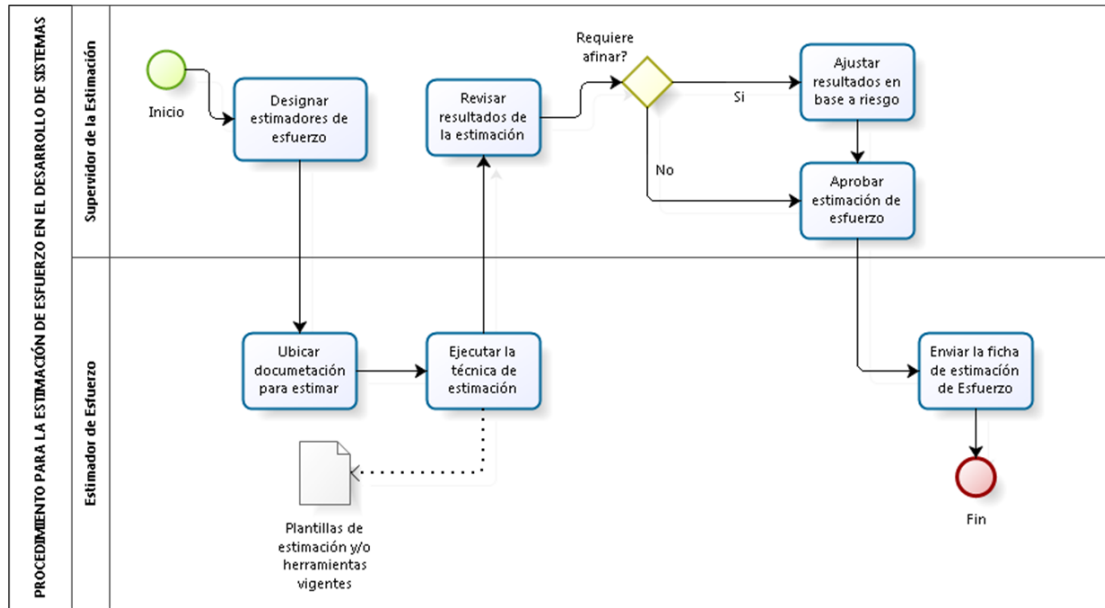 PROCEDIMIENTO PARA LA ESTIMACIÓN DE ESFUERZO EN EL DESARROLLO DE SISTEMAS
Supervidor de la Estimación
Inicio
Designar
estimadores de
esfuerzo
Revisar
resultados de
la estimación
Requiere
afinar?
Si
No
Ajustar
resultados en
base a riesgo
Aprobar
estimación de
esfuerzo
Estimador de Esfuerzo
Ubicar
documetación
para estimar
Ejecutar la
técnica de
estimación
Plantillas de
estimación y/o
herramientas
vigentes
Enviar la ficha
de estimación
de Esfuerzo
Fin